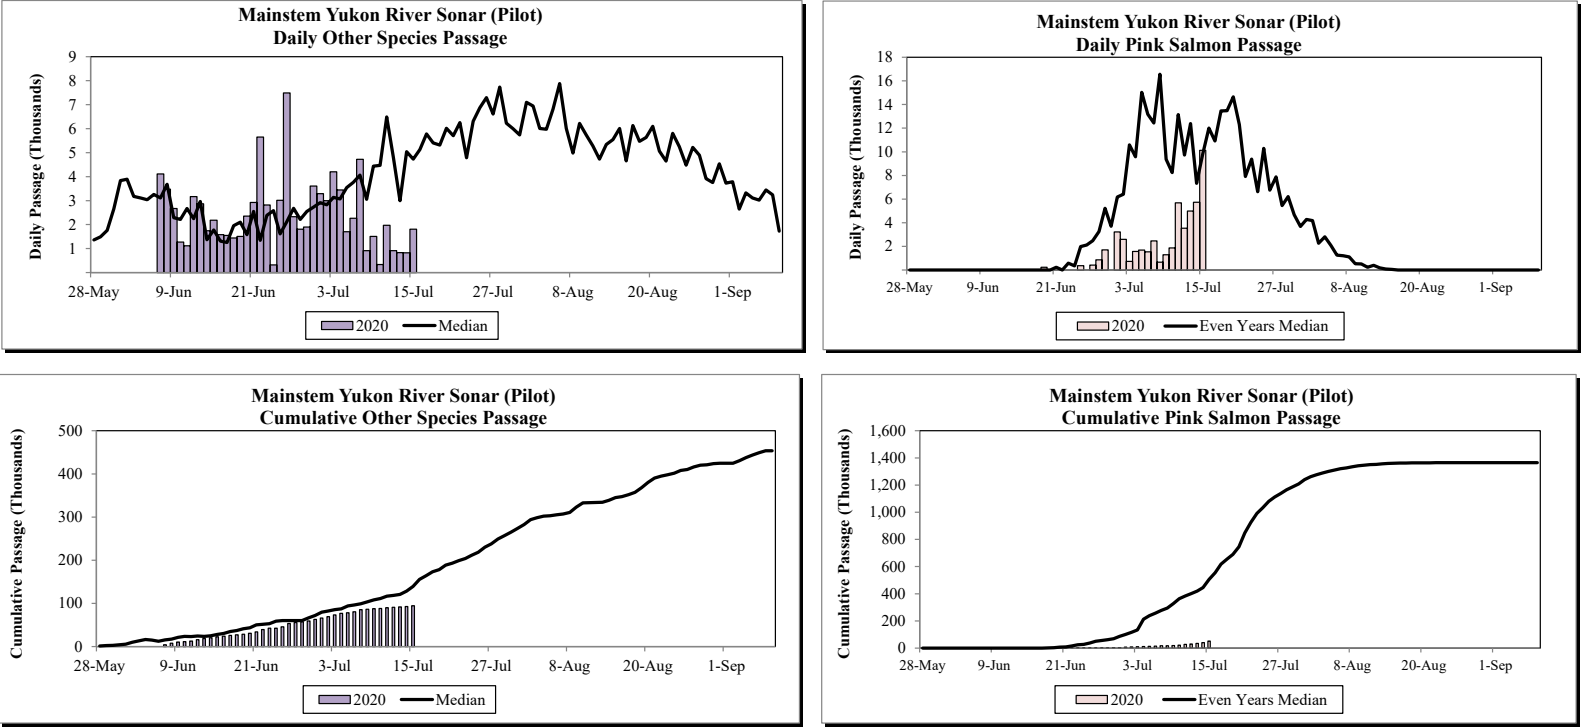 Mainstem Yukon River Sonar (Pilot)
Daily Other Species Passage
Daily Passage (Thousands)
9
8
7
6
5
4
3
2
1
28-May 9-Jun 21-Jun 3-Jul 15-Jul 27-Jul 8-Aug 20-Aug 1-Sep
2020 Median
Mainstem Yukon River Sonar (Pilot)
Daily Pink Salmon Passage
Daily Passage (Thousands)
18
16
14
12
10
8
6
4
2
28-May 9-Jun 21-Jun 3-Jul 15-Jul 27-Jul 8-Aug 20-Aug 1-Sep
2020 Even Years Median
Mainstem Yukon River Sonar (Pilot)
Cumulative Other Species Passage
Cumulative Passage (Thousands)
500
400
300
200
100
0
28-May 9-Jun 21-Jun 3-Jul 15-Jul 27-Jul 8-Aug 20-Aug 1-Sep
2020 Median
Mainstem Yukon River Sonar (Pilot)
Cumulative Pink Salmon Passage
Cumulative Passage (Thousands)
1,600
1,400
1,200
1,000
800
600
400
200
0
28-May 9-Jun 21-Jun 3-Jul 15-Jul 27-Jul 8-Aug 20-Aug 1-Sep
2020 Even Years Median